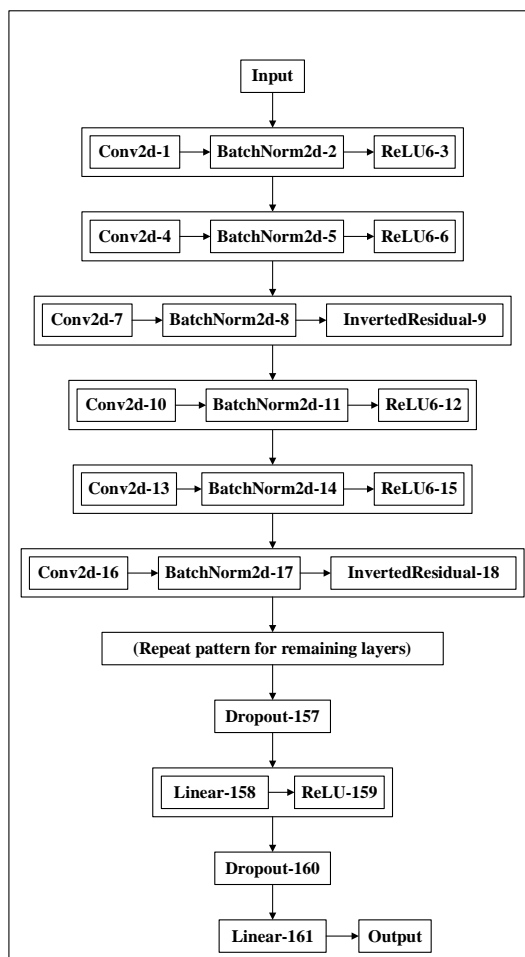 Input
Conv2d-1 BatchNorm2d-2 ReLU6-3
Conv2d-4 BatchNorm2d-5 ReLU6-6
Conv2d-7 BatchNorm2d-8 InvertedResidual-9
Conv2d-10 BatchNorm2d-11 ReLU6-12
Conv2d-13 BatchNorm2d-14 ReLU6-15
Conv2d-16 BatchNorm2d-17 InvertedResidual-18
(Repeat pattern for remaining layers)
Dropout-157
Linear-158 ReLU-159
Dropout-160
Linear-161 Output